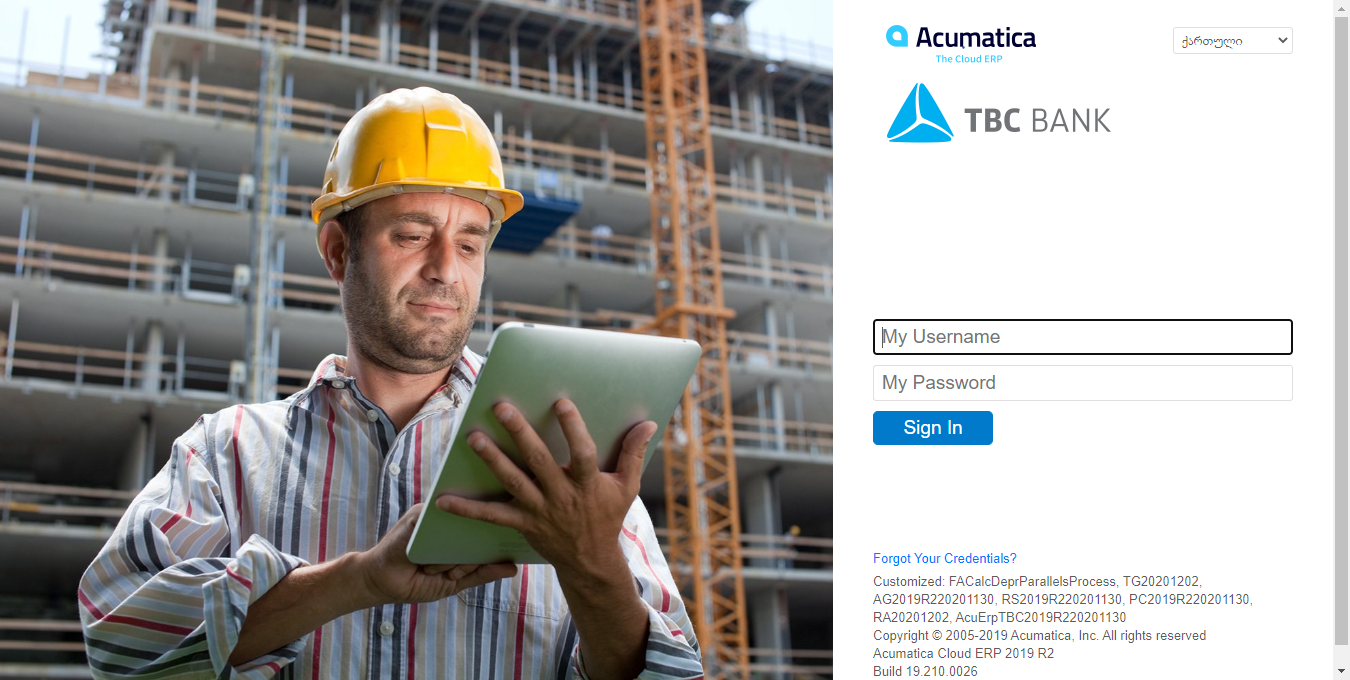 Acumatica
The Cloud ERP
ქართული
TBC BANK
My Username
My Password
Sign In
Forgot Your Credentials?
Customized: FACalcDeprParallelsProcess, TG20201202,
AG2019R220201130, RS2019R220201130, PC2019R220201130,
RA20201202, AcuErpTBC2019R220201130
Copyright © 2005-2019 Acumatica, Inc. All rights reserved
Acumatica Cloud ERP 2019 R2
Build 19.210.0026